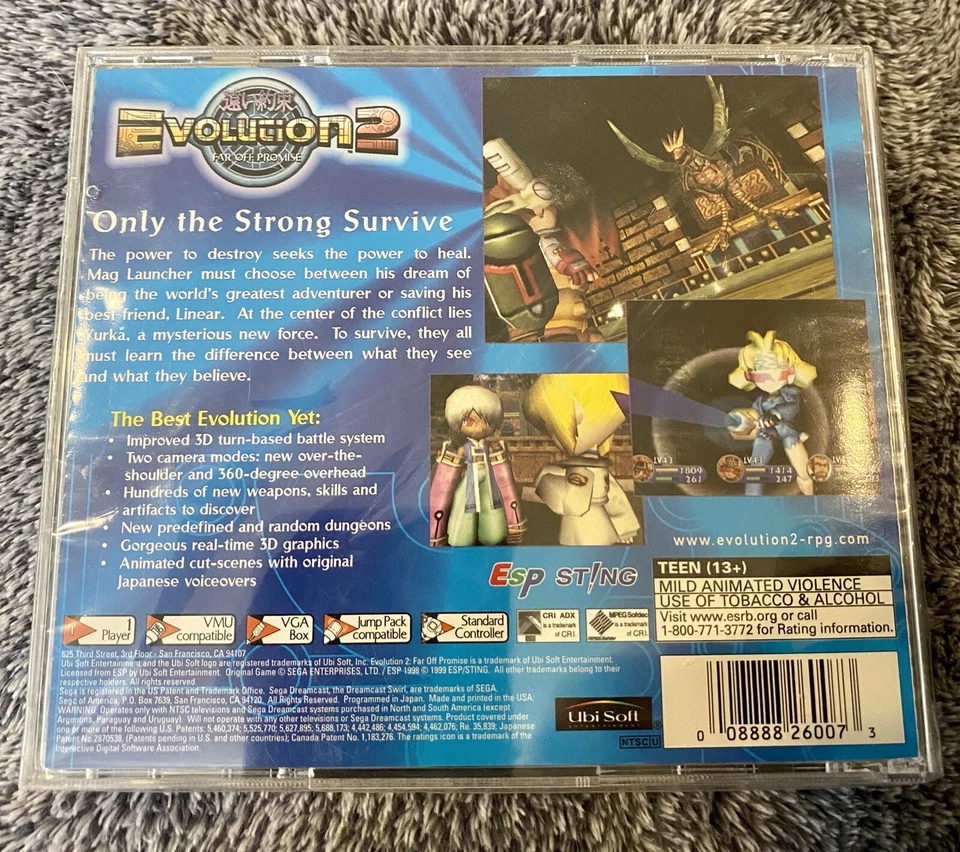 遠い約束
EVOLUTION 2
FAR OFF PROMISE
Only the Strong Survive
The power to destroy seeks the power to heal.
Mag Launcher must choose between his dream of
being the world's greatest adventurer or saving his
best friend, Linear. At the center of the conflict lies
Yurka, a mysterious new force. To survive, they all
must learn the difference between what they see
and what they believe.
The Best Evolution Yet:
• Improved 3D turn-based battle system
• Two camera modes: new over-the-
shoulder and 360-degree overhead
• Hundreds of new weapons, skills and
artifacts to discover
• New predefined and random dungeons
• Gorgeous real-time 3D graphics
• Animated cut-scenes with original
Japanese voiceovers
LV43 1809
261
LV43 1414
247
www.evolution2-rpg.com
Esp STING
TEEN (13+)
MILD ANIMATED VIOLENCE
USE OF TOBACCO & ALCOHOL
Visit www.esrb.org or call
1-800-771-3772 for Rating information.
1 Player
VMU compatible
VGA Box
Jump Pack compatible
Standard Controller
CRI ADX is a trademark of CRI.
MPEG Sofdec is a trademark of CRI.
625 Third Street, 3rd Floor - San Francisco, CA 94107
Ubi Soft Entertainment and the Ubi Soft logo are registered trademarks of Ubi Soft, Inc. Evolution 2: Far Off Promise is a trademark of Ubi Soft Entertainment.
Licensed from ESP by Ubi Soft Entertainment. Original Game © SEGA ENTERPRISES, LTD. / ESP 1998 © 1999 ESP/STING. All other trademarks belong to their
respective holders. All rights reserved.
Sega is registered in the US Patent and Trademark Office. Sega Dreamcast, the Dreamcast Swirl, are trademarks of SEGA.
Sega of America, P.O. Box 7639, San Francisco, CA 94120. All Rights Reserved. Programmed in Japan. Made and printed in the USA.
WARNING: Operates only with NTSC televisions and Sega Dreamcast systems purchased in North and South America (except
Argentina, Paraguay and Uruguay). Will not operate with any other televisions or Sega Dreamcast systems. Product covered under
one or more of the following U.S. Patents: 5,460,374; 5,525,770; 5,627,895; 5,688,173; 4,442,486; 4,454,594; 4,462,076; Re. 35,839; Japanese
Patent No. 2870538, (Patents pending in U.S. and other countries); Canada Patent No. 1,183,276. The ratings icon is a trademark of the
Interactive Digital Software Association.
Ubi Soft
ENTERTAINMENT
NTSC U
0 08888 26007 3